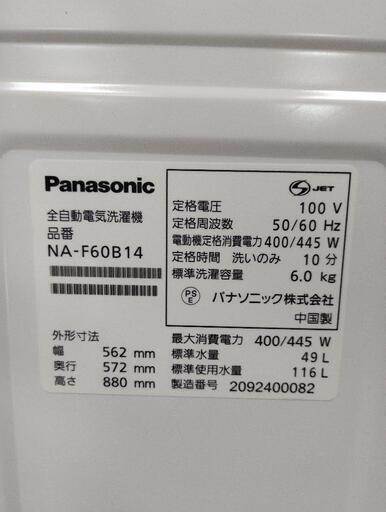 Panasonic
全自動電気洗濯機
品番
NA-F60B14
外形寸法
幅 562 mm
奥行 572 mm
高さ 880 mm
S JET
定格電圧 100 V
定格周波数 50/60 Hz
電動機定格消費電力 400/445 W
定格時間 洗いのみ 10 分
標準洗濯容量 6.0 kg
PS E パナソニック株式会社
中国製
最大消費電力 400/445 W
標準水量 49 L
標準使用水量 116 L
製造番号 2092400082